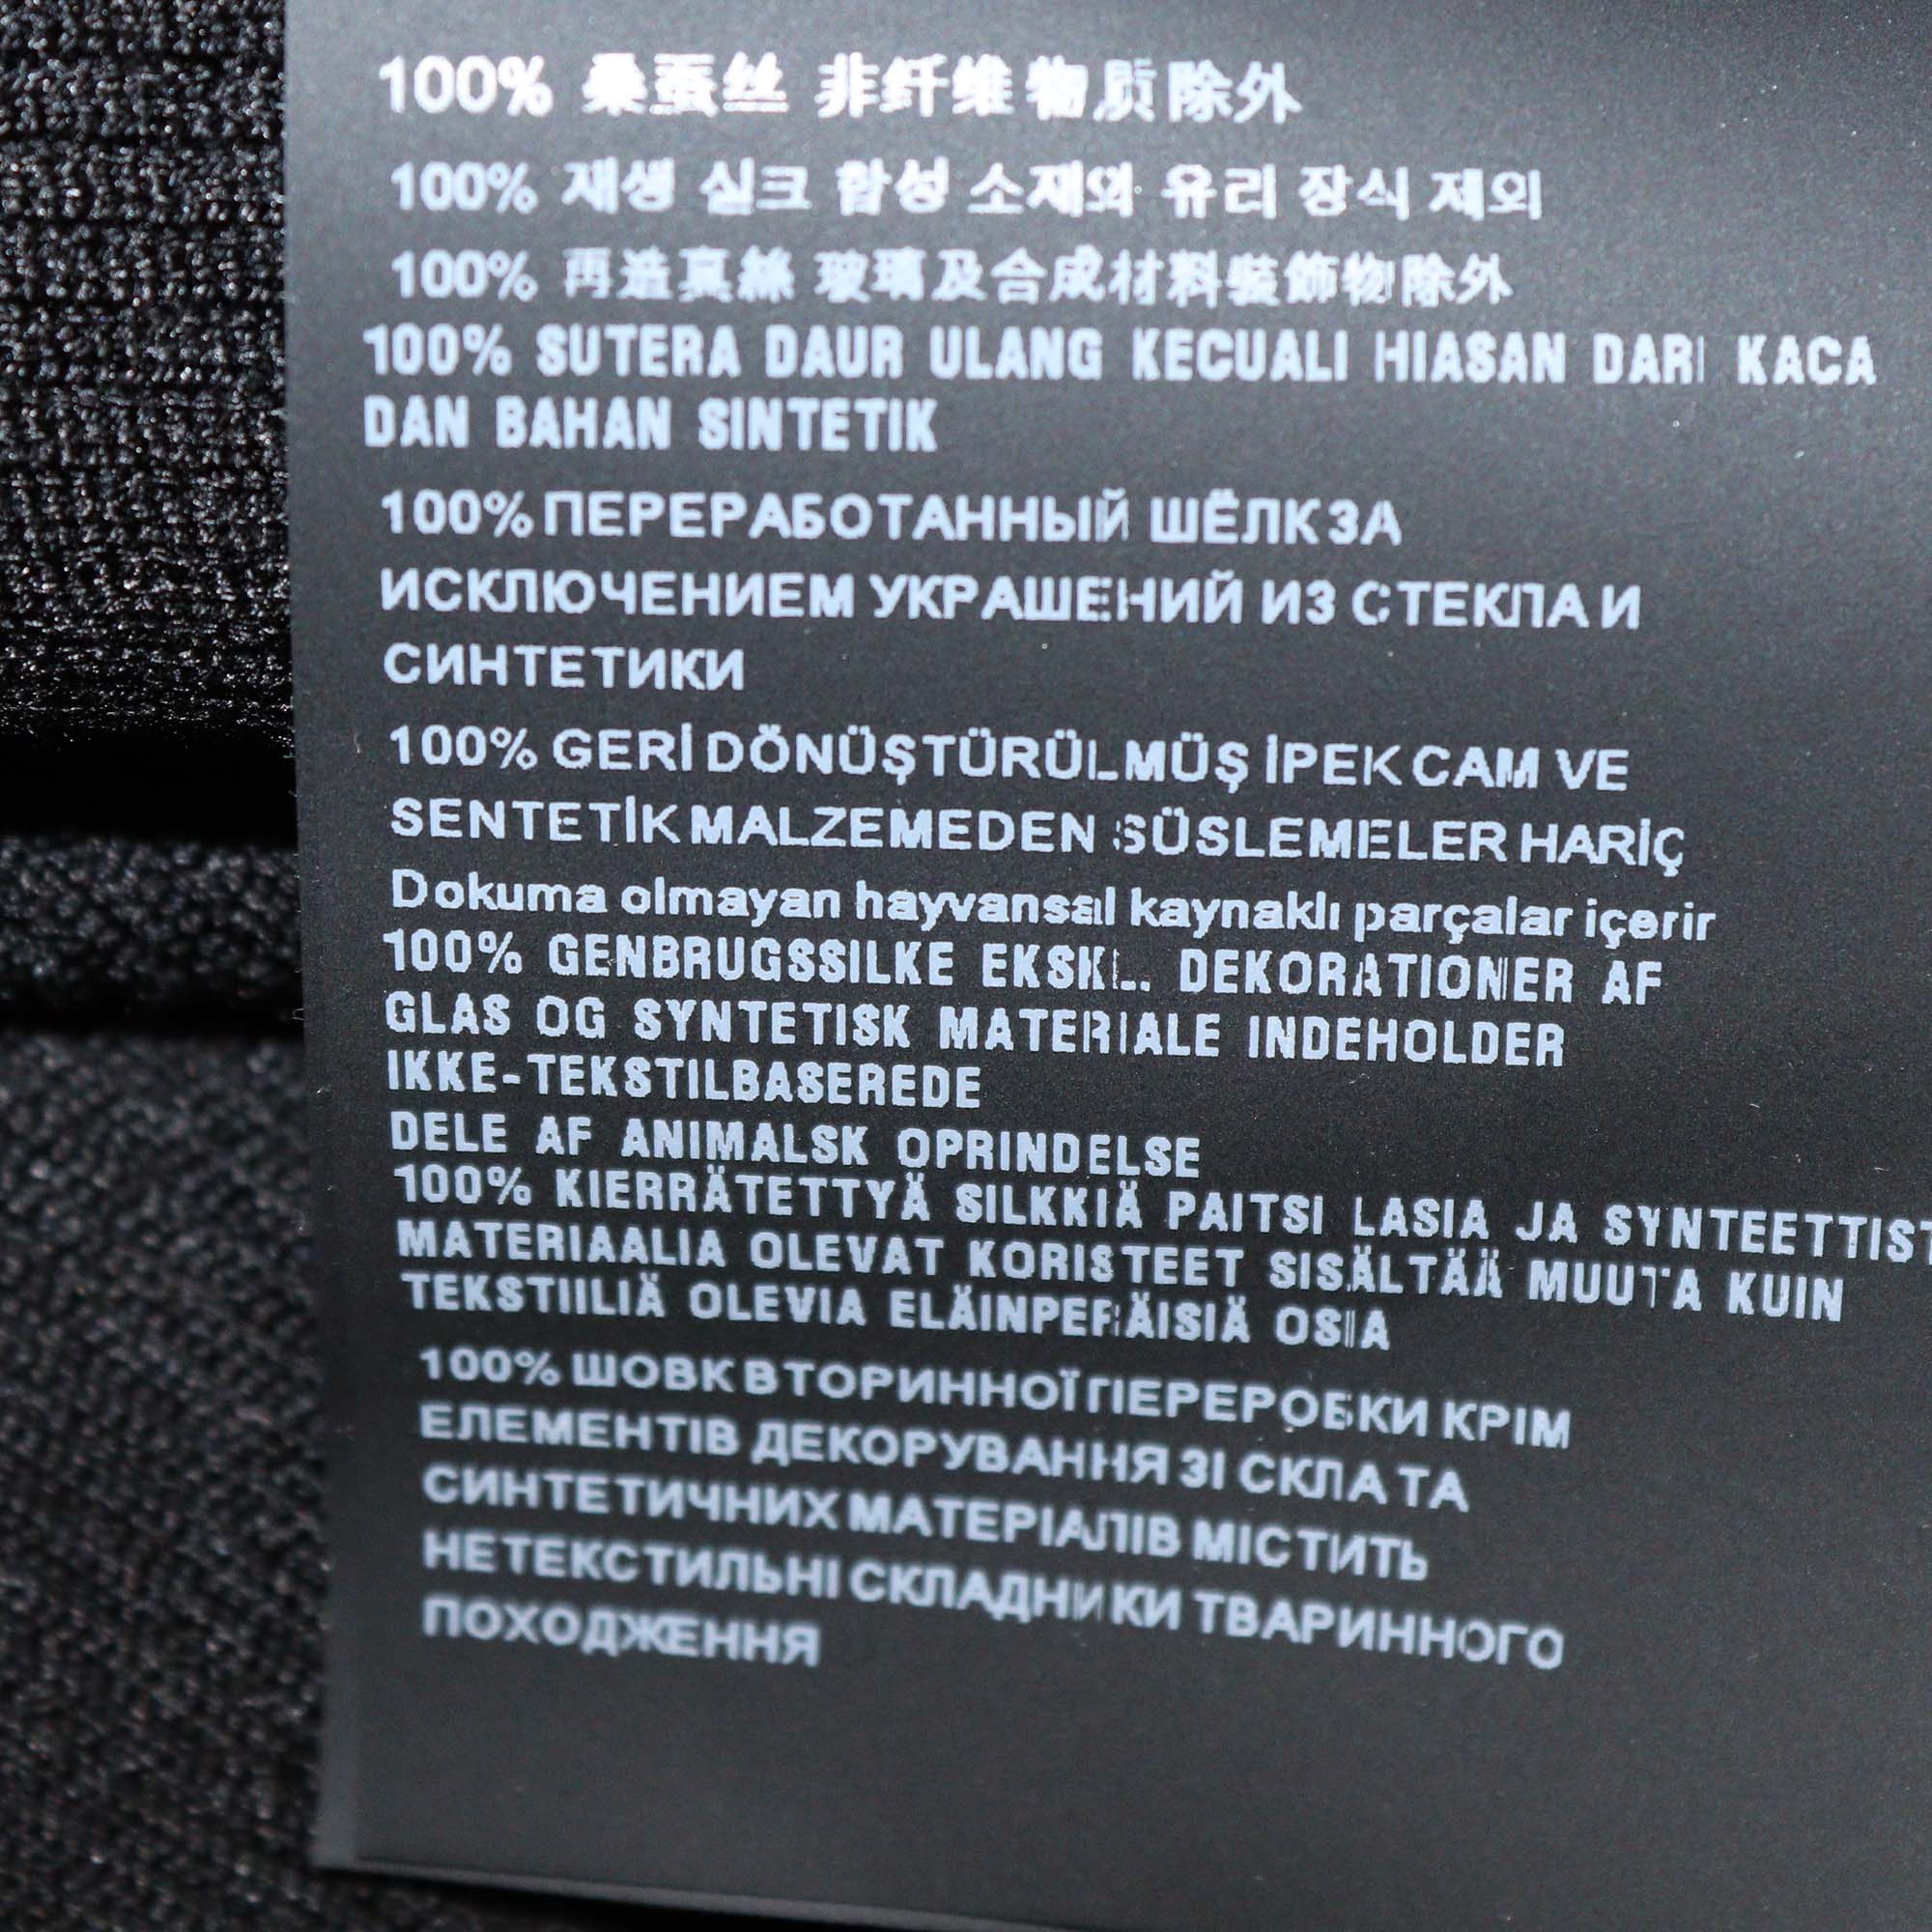 100% 桑蚕丝 非纤维物质除外
100% 재생 실크 합성 소재와 유리 장식 제외
100% 再造真絲 玻璃及合成材料裝飾物除外
100% SUTERA DAUR ULANG KECUALI HIASAN DARI KACA
DAN BAHAN SINTETIK
100% ПЕРЕРАБОТАННЫЙ ШЁЛК ЗА
ИСКЛЮЧЕНИЕМ УКРАШЕНИЙ ИЗ СТЕКЛА И
СИНТЕТИКИ
100% GERİ DÖNÜŞTÜRÜLMÜŞ İPEK CAM VE
SENTETİK MALZEMEDEN SÜSLEMELER HARİÇ
Dokuma olmayan hayvansal kaynaklı parçalar içerir
100% GENBRUGSSILKE EKSKL. DEKORATIONER AF
GLAS OG SYNTETISK MATERIALE INDEHOLDER
IKKE-TEKSTILBASEREDE
DELE AF ANIMALSK OPRINDELSE
100% KIERRÄTETTYÄ SILKKIÄ PAITSI LASIA JA SYNTEETTIST
MATERIAALIA OLEVAT KORISTEET SISÄLTÄÄ MUUTA KUIN
TEKSTIILIÄ OLEVIA ELÄINPERÄISIÄ OSIA
100% ШОВК ВТОРИННОЇ ПЕРЕРОБКИ КРІМ
ЕЛЕМЕНТІВ ДЕКОРУВАННЯ ЗІ СКЛА ТА
СИНТЕТИЧНИХ МАТЕРІАЛІВ МІСТИТЬ
НЕТЕКСТИЛЬНІ СКЛАДНИКИ ТВАРИННОГО
ПОХОДЖЕННЯ